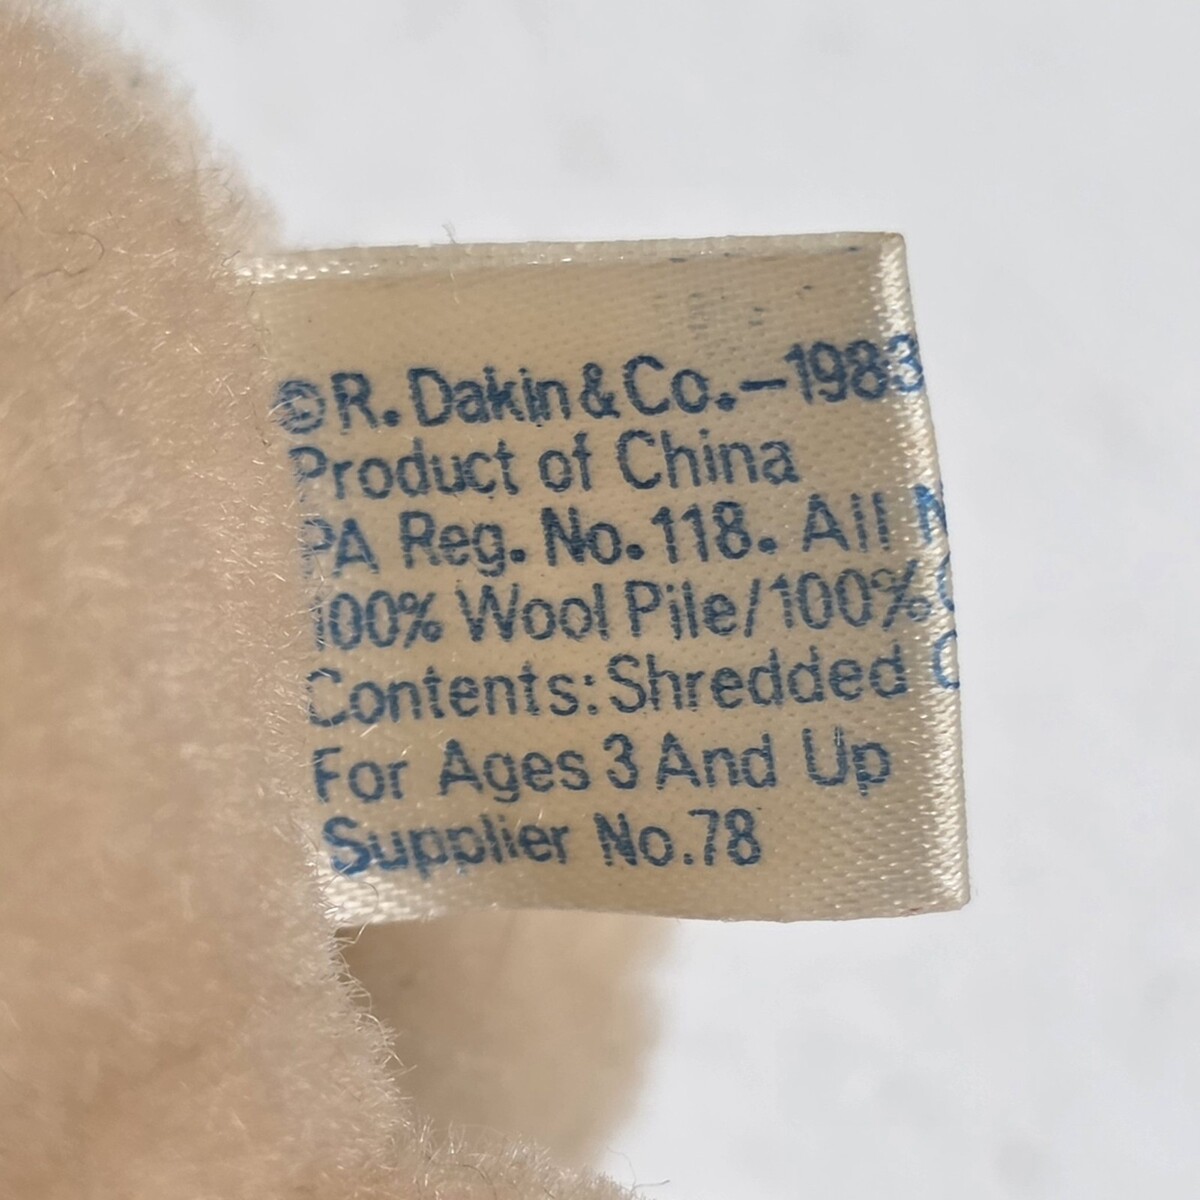 ©R. Dakin & Co.—1983
Product of China
PA Reg. No. 118. All
100% Wool Pile/100%
Contents: Shredded
For Ages 3 And Up
Supplier No.78